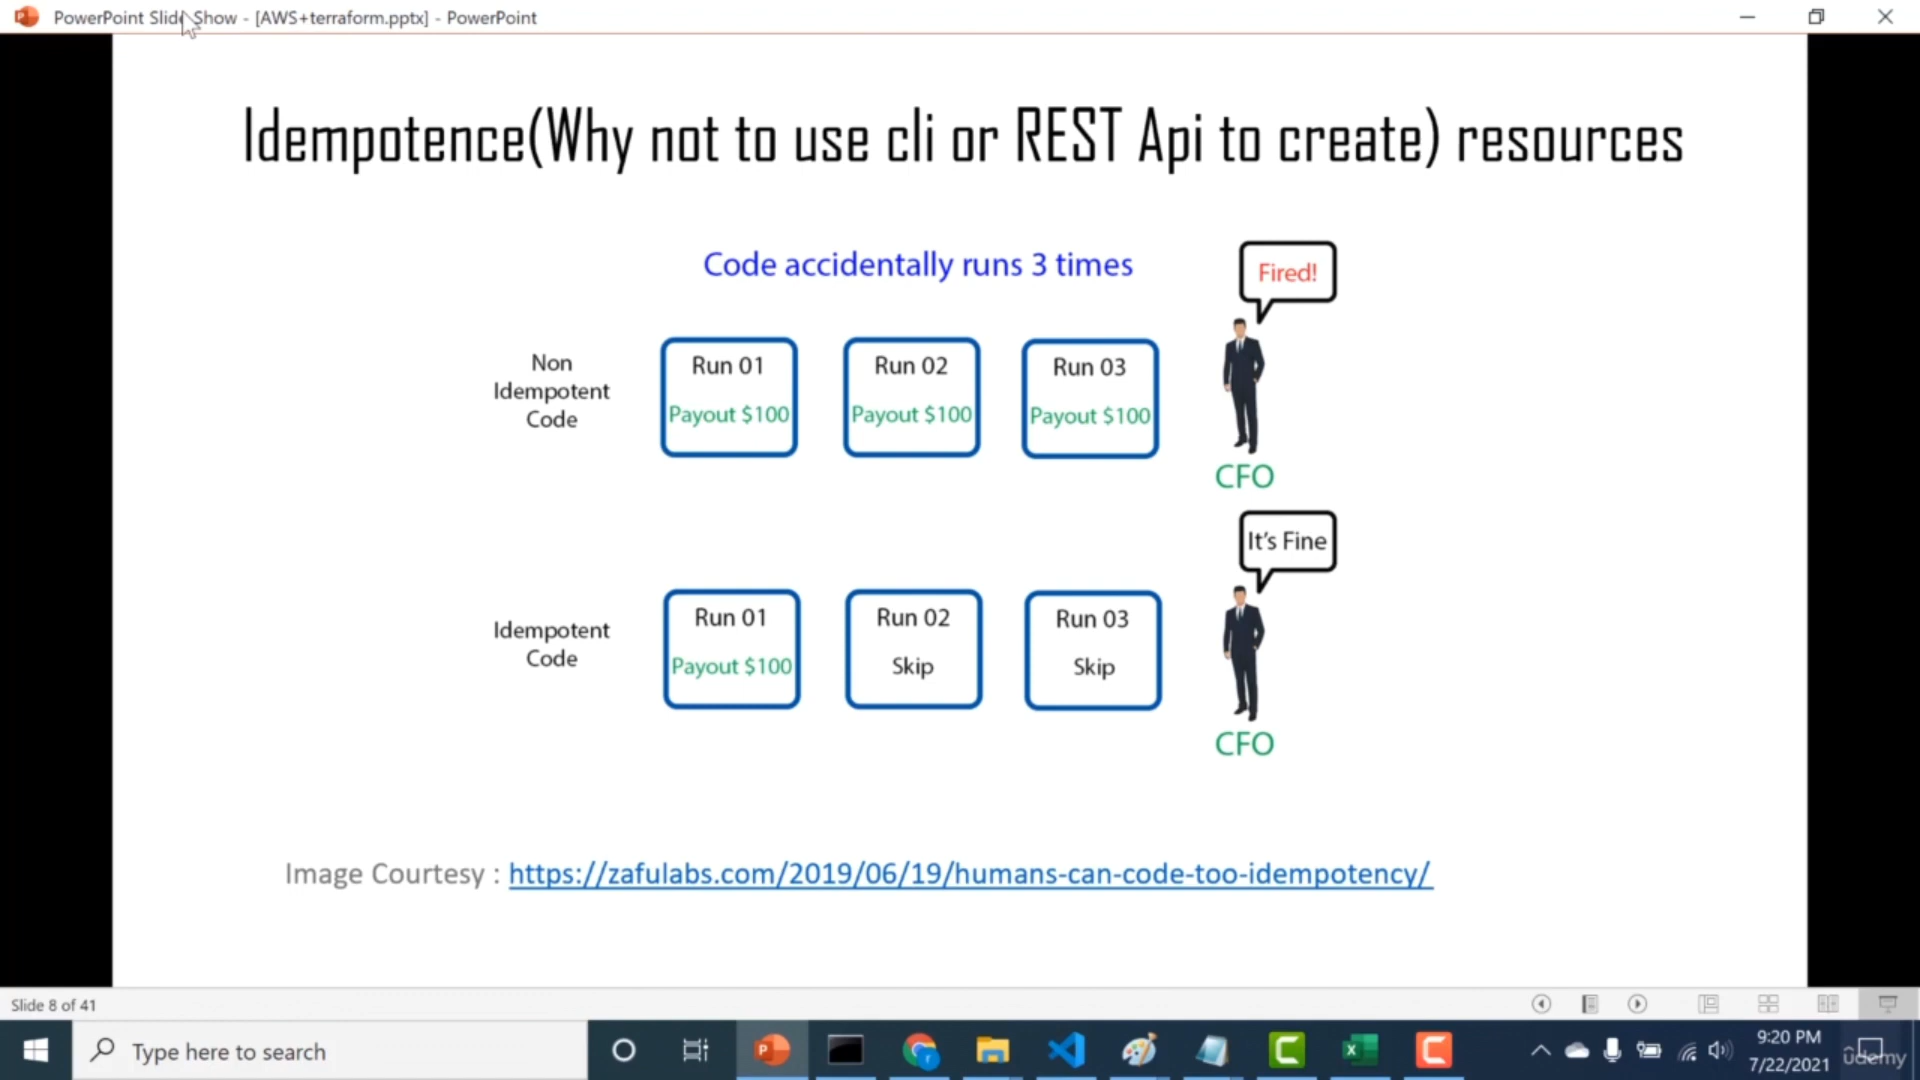 PowerPoint Slide Show - [AWS+terraform.pptx] - PowerPoint
Idempotence(Why not to use cli or REST Api to create) resources
Code accidentally runs 3 times
Fired!
Non
Idempotent
Code
Run 01
Payout $100
Run 02
Payout $100
Run 03
Payout $100
CFO
It's Fine
Idempotent
Code
Run 01
Payout $100
Run 02
Skip
Run 03
Skip
CFO
Image Courtesy : https://zafulabs.com/2019/06/19/humans-can-code-too-idempotency/
Slide 8 of 41
Type here to search
9:20 PM
7/22/2021
ûdemy